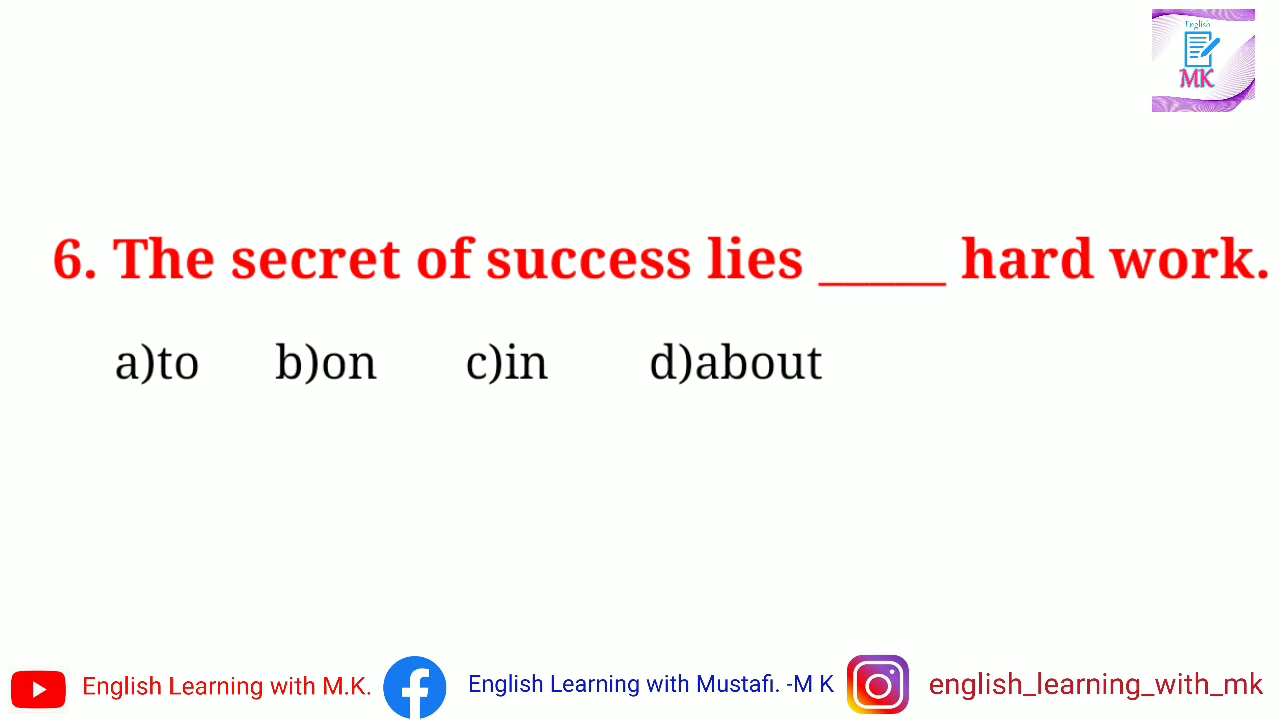 English
MK
6. The secret of success lies _____ hard work.
a)to b)on c)in d)about
English Learning with M.K. English Learning with Mustafi. -M K english_learning_with_mk